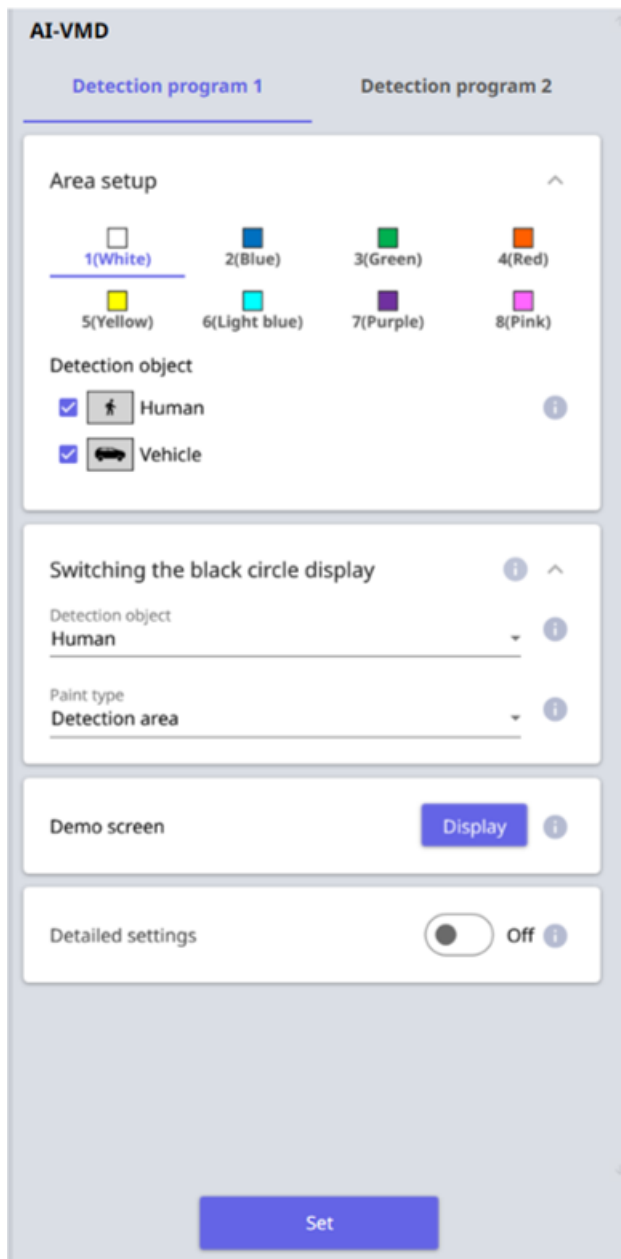 AI-VMD
Detection program 1 Detection program 2
Area setup
1(White) 2(Blue) 3(Green) 4(Red)
5(Yellow) 6(Light blue) 7(Purple) 8(Pink)
Detection object
Human
Vehicle
Switching the black circle display
Detection object
Human
Paint type
Detection area
Demo screen Display
Detailed settings Off
Set